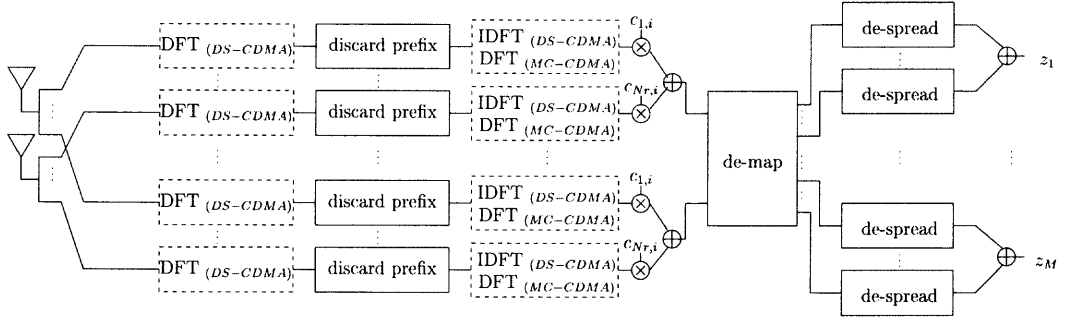 c1,i
DFT (DS−CDMA) discard prefix IDFT (DS−CDMA) DFT (MC−CDMA) de-spread
z1
cNr,i
DFT (DS−CDMA) discard prefix IDFT (DS−CDMA) DFT (MC−CDMA) de-spread
de-map
c1,i
DFT (DS−CDMA) discard prefix IDFT (DS−CDMA) DFT (MC−CDMA) de-spread
cNr,i
zM
DFT (DS−CDMA) discard prefix IDFT (DS−CDMA) DFT (MC−CDMA) de-spread